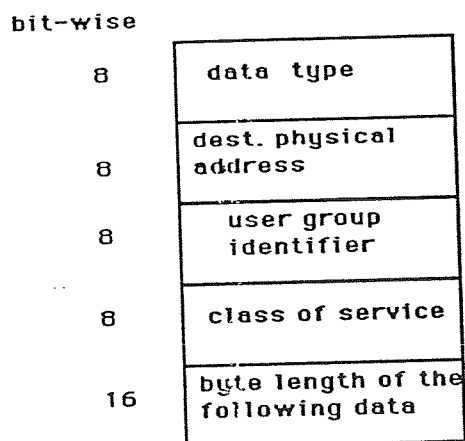 bit-wise
8 data type
8 dest. physical
address
8 user group
identifier
8 class of service
16 byte length of the
following data